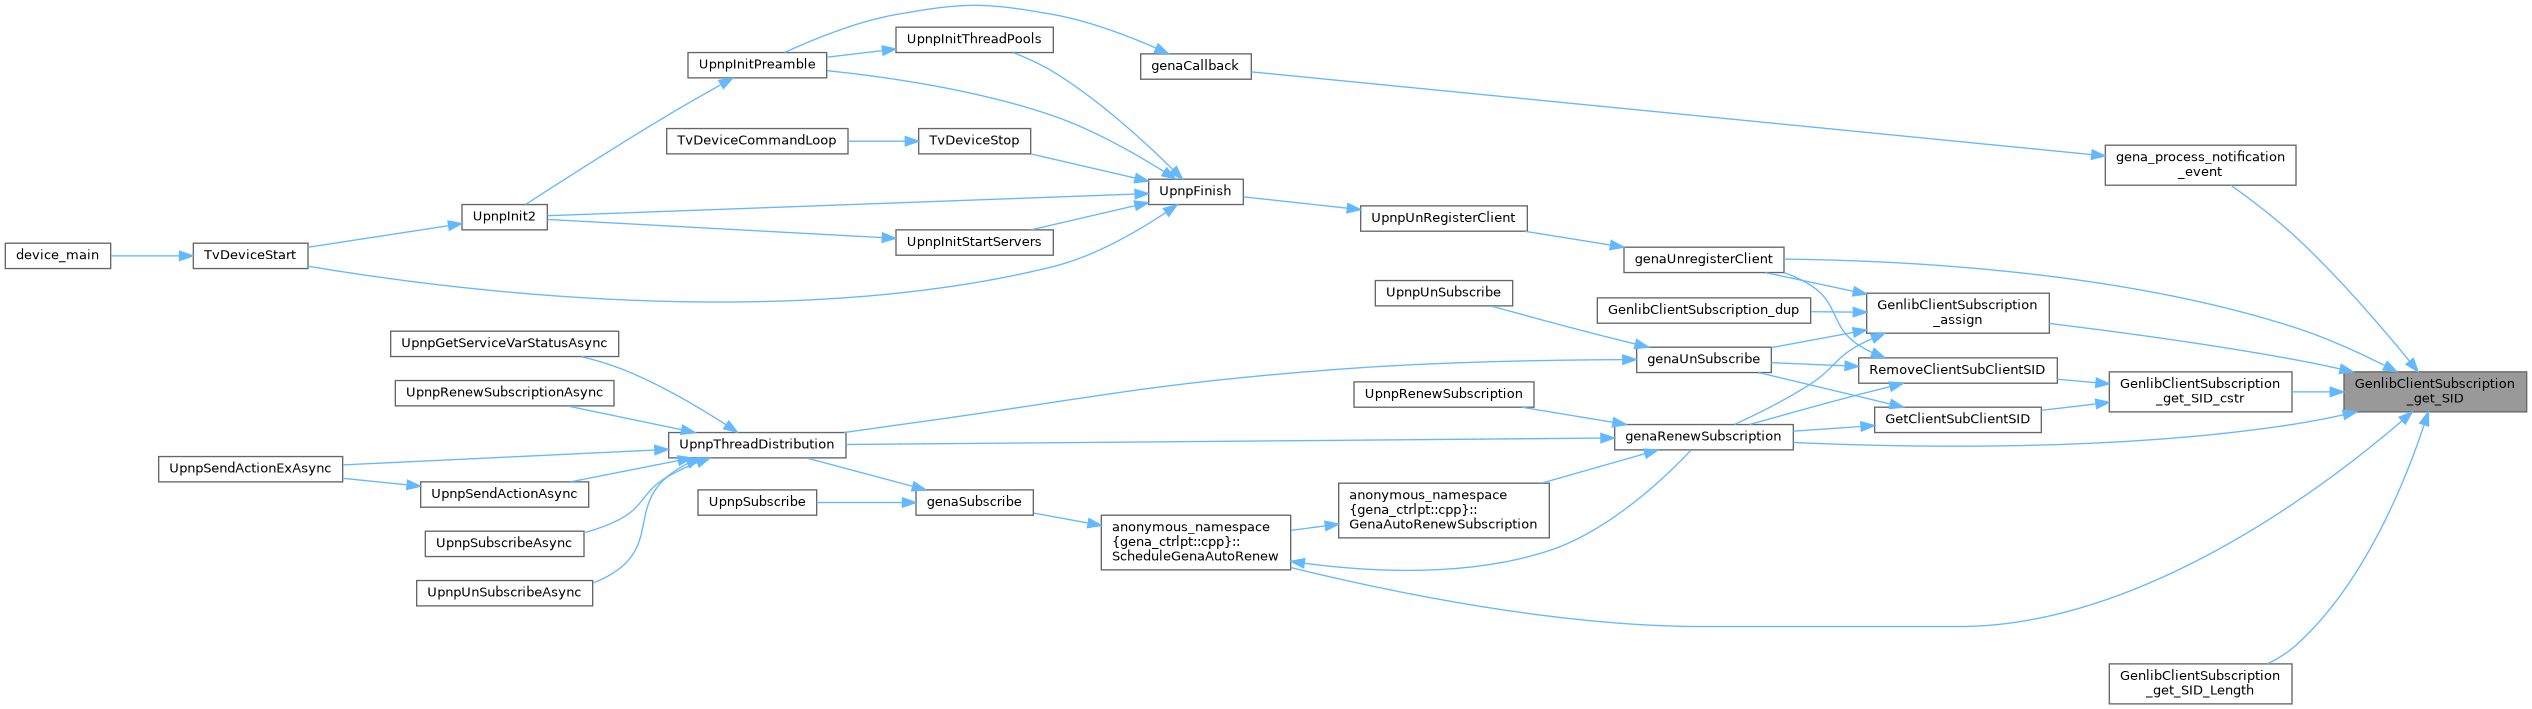 UpnpInitThreadPools
UpnpInitPreamble
genaCallback
TvDeviceCommandLoop
TvDeviceStop
gena_process_notification
_event
UpnpFinish
UpnpInit2
UpnpUnRegisterClient
UpnpInitStartServers
device_main
TvDeviceStart
genaUnregisterClient
UpnpUnSubscribe
GenlibClientSubscription_dup
GenlibClientSubscription
_assign
UpnpGetServiceVarStatusAsync
genaUnSubscribe
RemoveClientSubClientSID
UpnpRenewSubscriptionAsync
UpnpRenewSubscription
GenlibClientSubscription
_get_SID_cstr
GenlibClientSubscription
_get_SID
GetClientSubClientSID
UpnpThreadDistribution
genaRenewSubscription
UpnpSendActionExAsync
UpnpSendActionAsync
UpnpSubscribe
genaSubscribe
anonymous_namespace
{gena_ctrlpt::cpp}::
GenaAutoRenewSubscription
anonymous_namespace
{gena_ctrlpt::cpp}::
ScheduleGenaAutoRenew
UpnpSubscribeAsync
UpnpUnSubscribeAsync
GenlibClientSubscription
_get_SID_Length